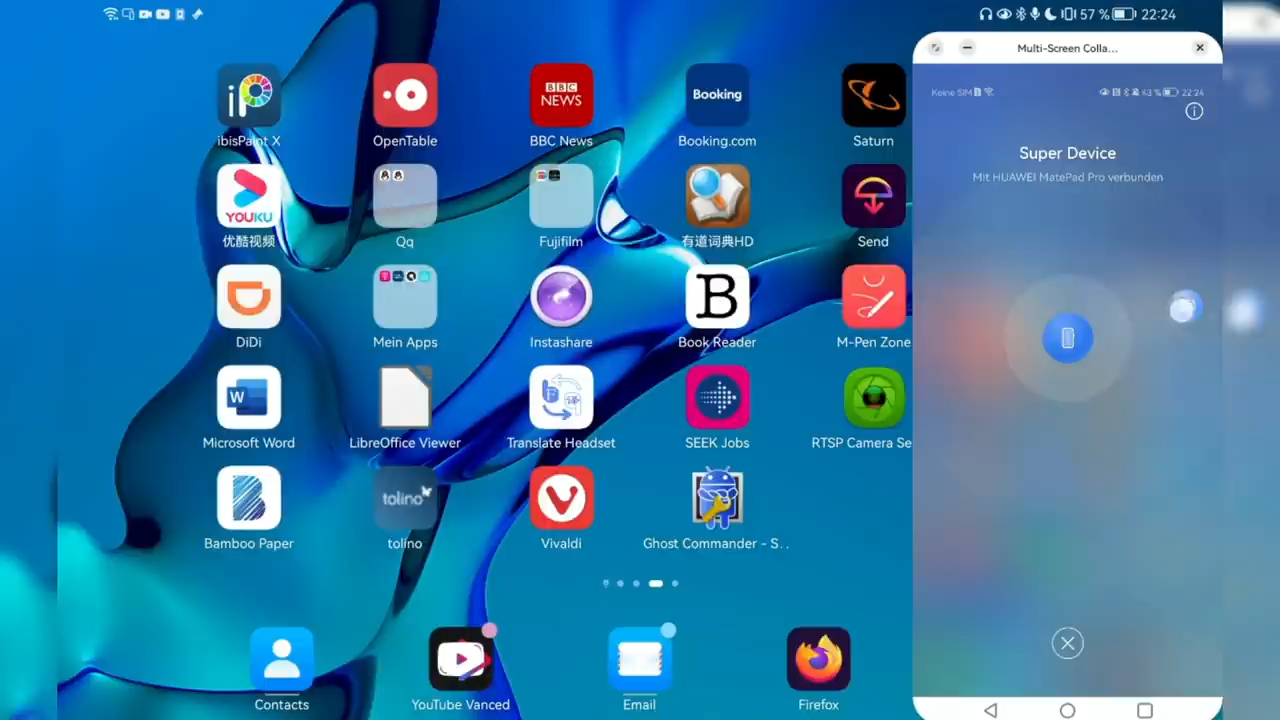 57 % 22:24
Multi-Screen Colla...
Keine SIM 43 % 22:24
Super Device
Mit HUAWEI MatePad Pro verbunden
iP
BBC
NEWS
Booking
ibisPaint X
OpenTable
BBC News
Booking.com
Saturn
YOUKU
优酷视频
Qq
Fujifilm
有道词典HD
Send
B
DiDi
Mein Apps
Instashare
Book Reader
M-Pen Zone
W
Microsoft Word
LibreOffice Viewer
Translate Headset
SEEK Jobs
RTSP Camera Se
tolino
Bamboo Paper
tolino
Vivaldi
Ghost Commander - S..
Contacts
YouTube Vanced
Email
Firefox